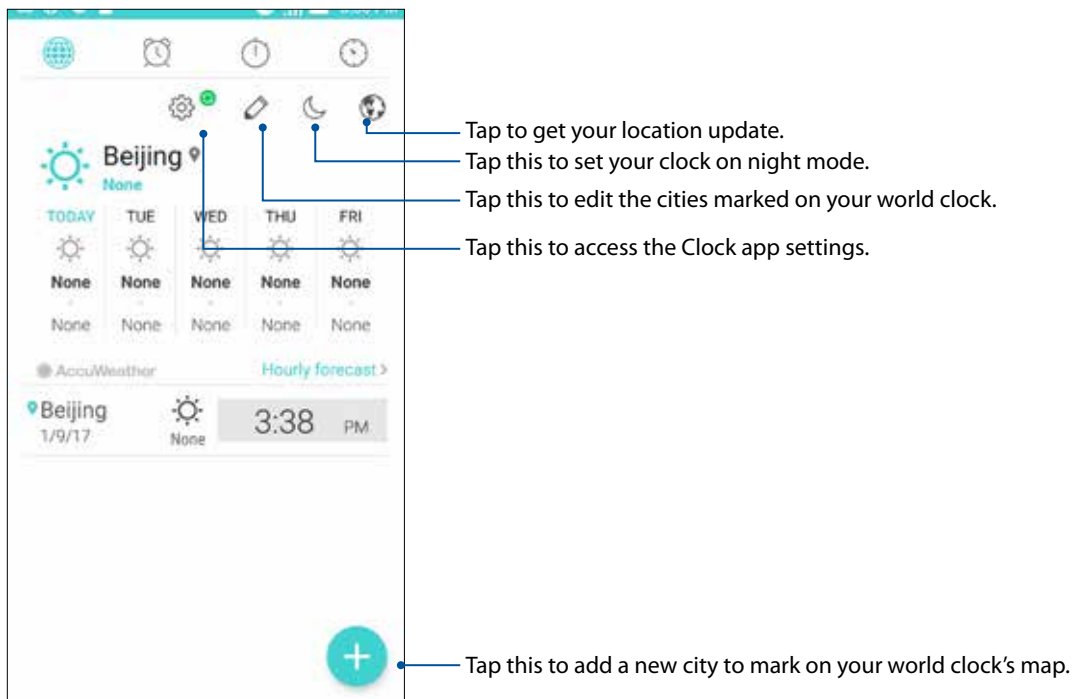 Tap to get your location update.
Tap this to set your clock on night mode.
Beijing
None
Tap this to edit the cities marked on your world clock.
TODAY TUE WED THU FRI
Tap this to access the Clock app settings.
None None None None None
None None None None None
AccuWeather Hourly forecast >
Beijing 3:38 PM
1/9/17 None
Tap this to add a new city to mark on your world clock's map.